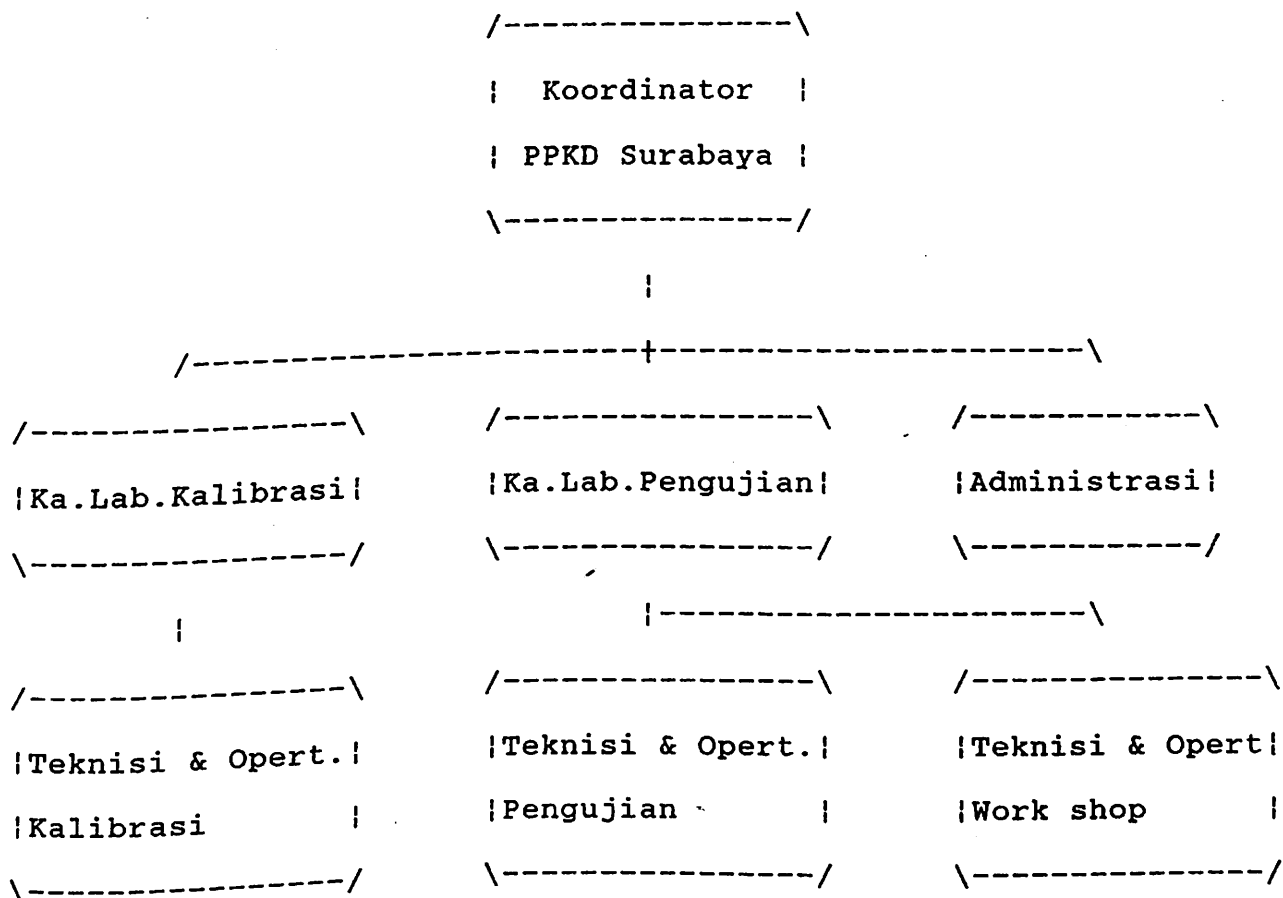 Koordinator
PPKD Surabaya
Ka.Lab.Kalibrasi
Ka.Lab.Pengujian
Administrasi
Teknisi & Opert.
Kalibrasi
Teknisi & Opert.
Pengujian
Teknisi & Opert
Work shop